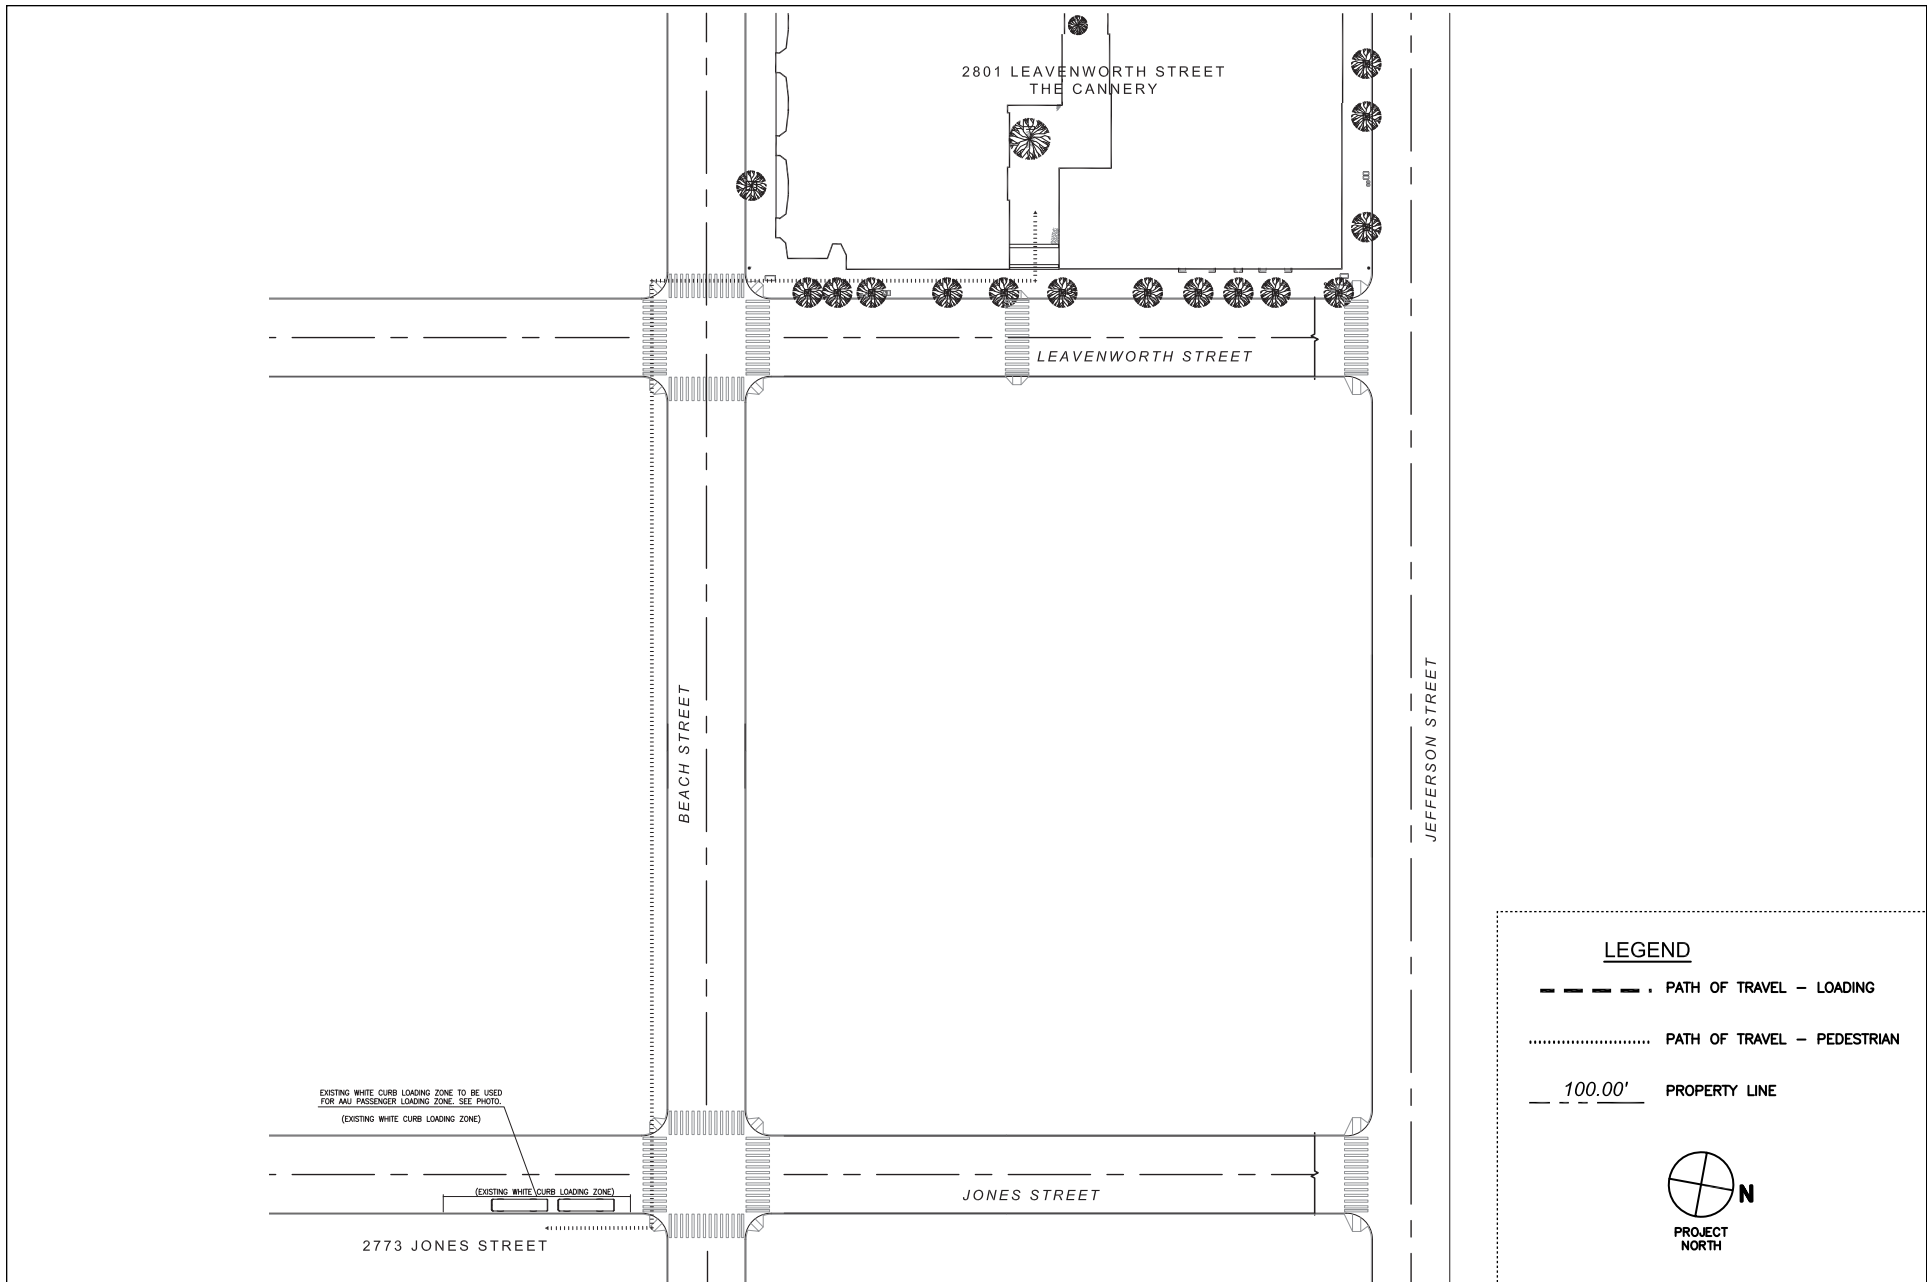 2801 LEAVENWORTH STREET
THE CANNERY
LEAVENWORTH STREET
BEACH STREET
JEFFERSON STREET
LEGEND
PATH OF TRAVEL – LOADING
PATH OF TRAVEL – PEDESTRIAN
100.00' PROPERTY LINE
EXISTING WHITE CURB LOADING ZONE TO BE USED
FOR AAU PASSENGER LOADING ZONE. SEE PHOTO.
(EXISTING WHITE CURB LOADING ZONE)
(EXISTING WHITE CURB LOADING ZONE)
JONES STREET
N
PROJECT
NORTH
2773 JONES STREET